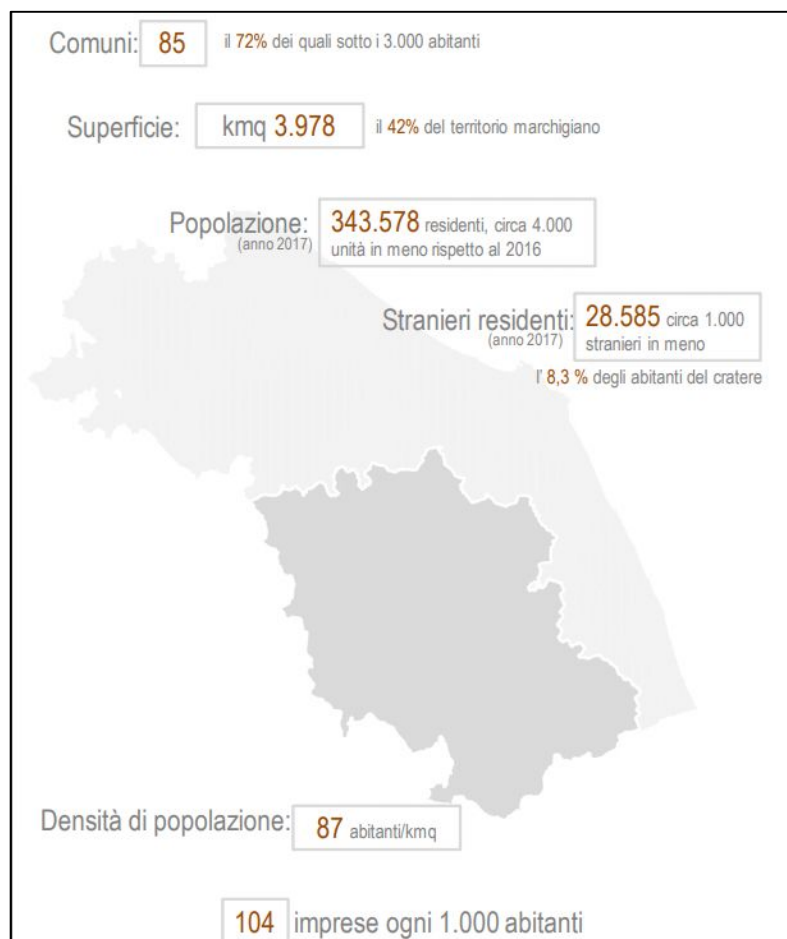 Comuni: 85 il 72% dei quali sotto i 3.000 abitanti
Superficie: kmq 3.978 il 42% del territorio marchigiano
Popolazione: 343.578 residenti, circa 4.000
(anno 2017) unità in meno rispetto al 2016
Stranieri residenti: 28.585 circa 1.000
(anno 2017) stranieri in meno
l' 8,3 % degli abitanti del cratere
Densità di popolazione: 87 abitanti/kmq
104 imprese ogni 1.000 abitanti